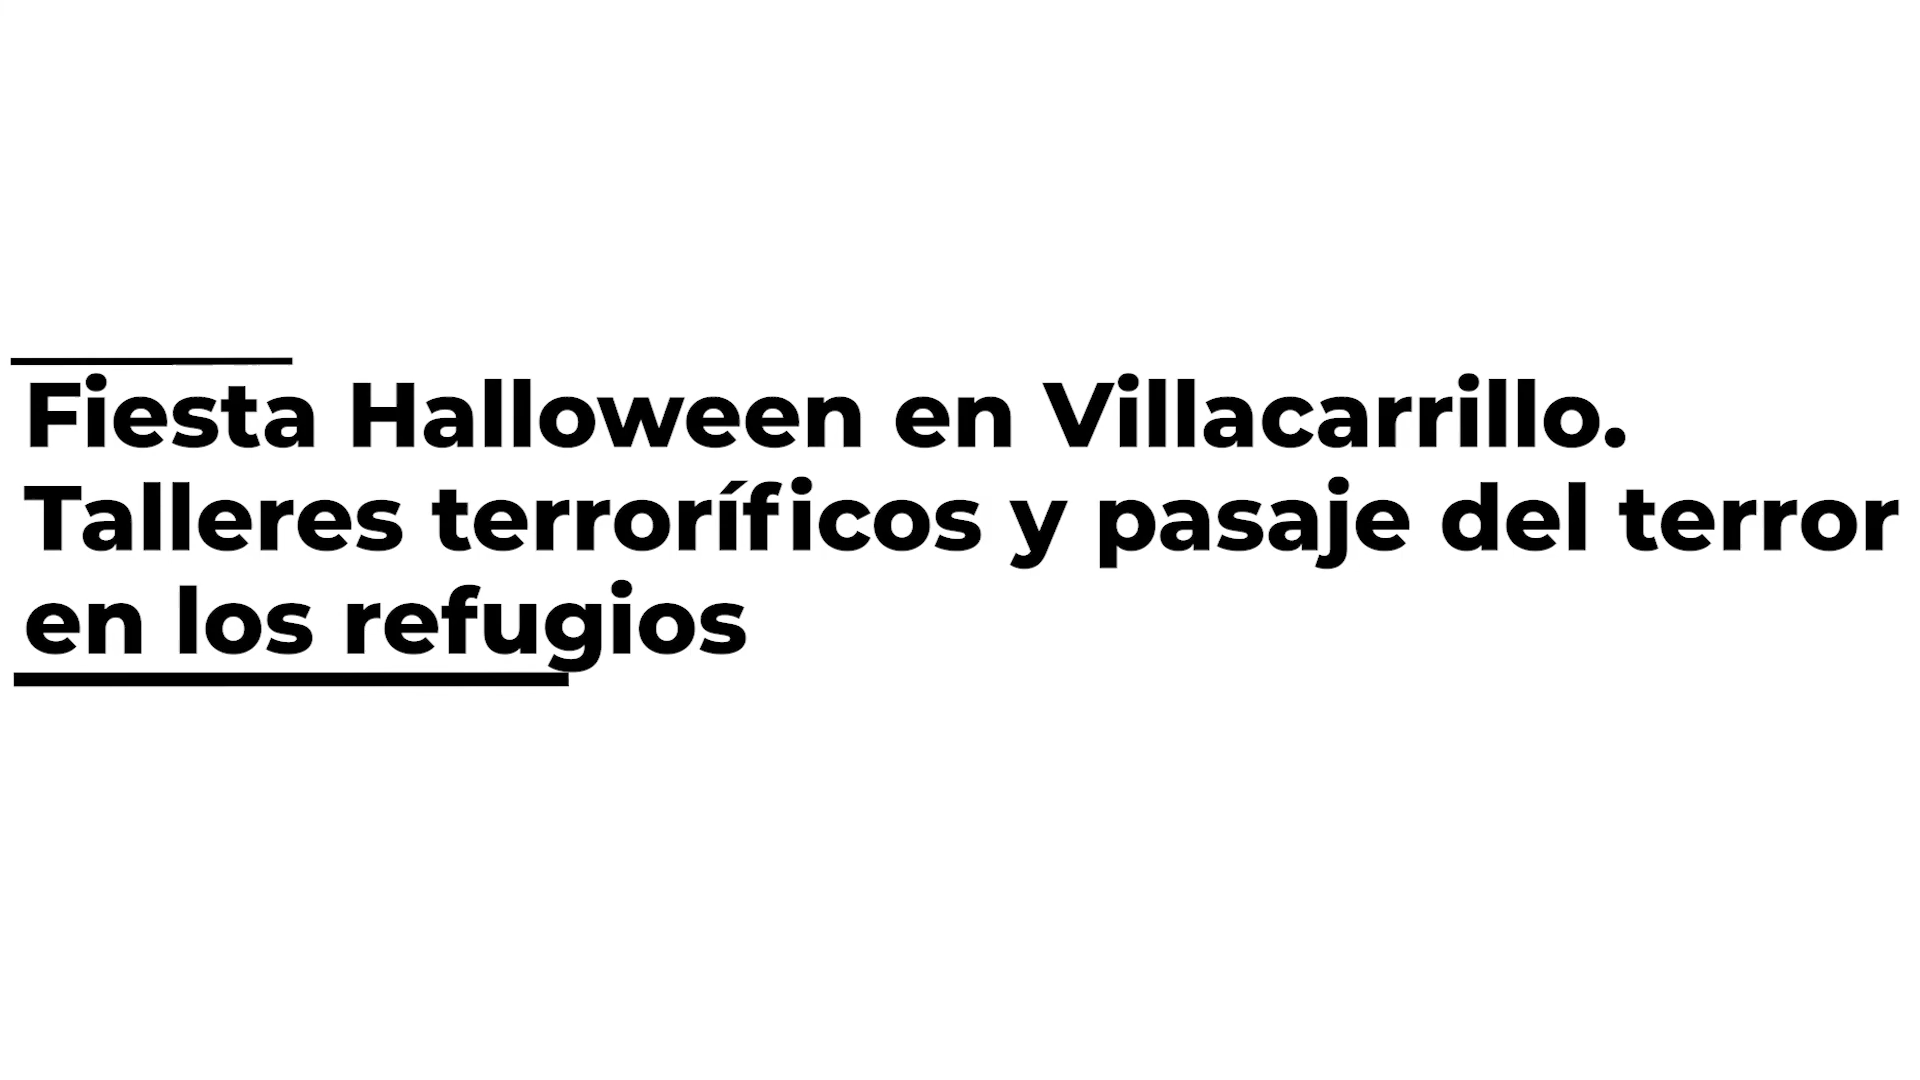 Fiesta Halloween en Villacarrillo.
Talleres terroríficos y pasaje del terror
en los refugios